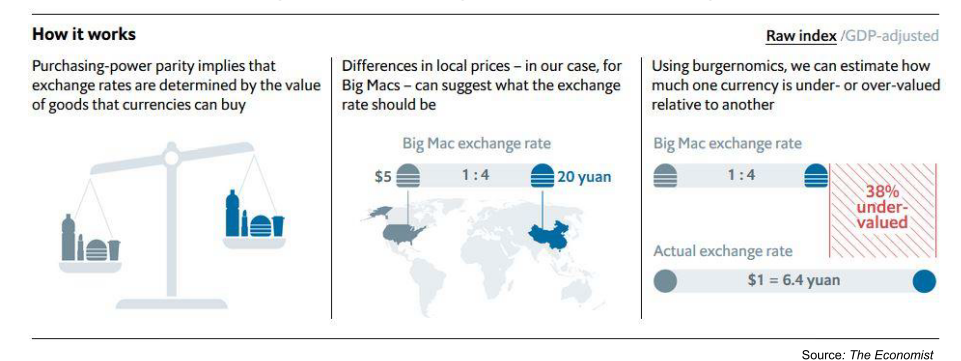 How it works
Raw index /GDP-adjusted
Purchasing-power parity implies that
exchange rates are determined by the value
of goods that currencies can buy
Differences in local prices – in our case, for
Big Macs – can suggest what the exchange
rate should be
Big Mac exchange rate
$5
1 : 4
20 yuan
Using burgernomics, we can estimate how
much one currency is under- or over-valued
relative to another
Big Mac exchange rate
1 : 4
38%
under-
valued
Actual exchange rate
$1 = 6.4 yuan
Source: The Economist